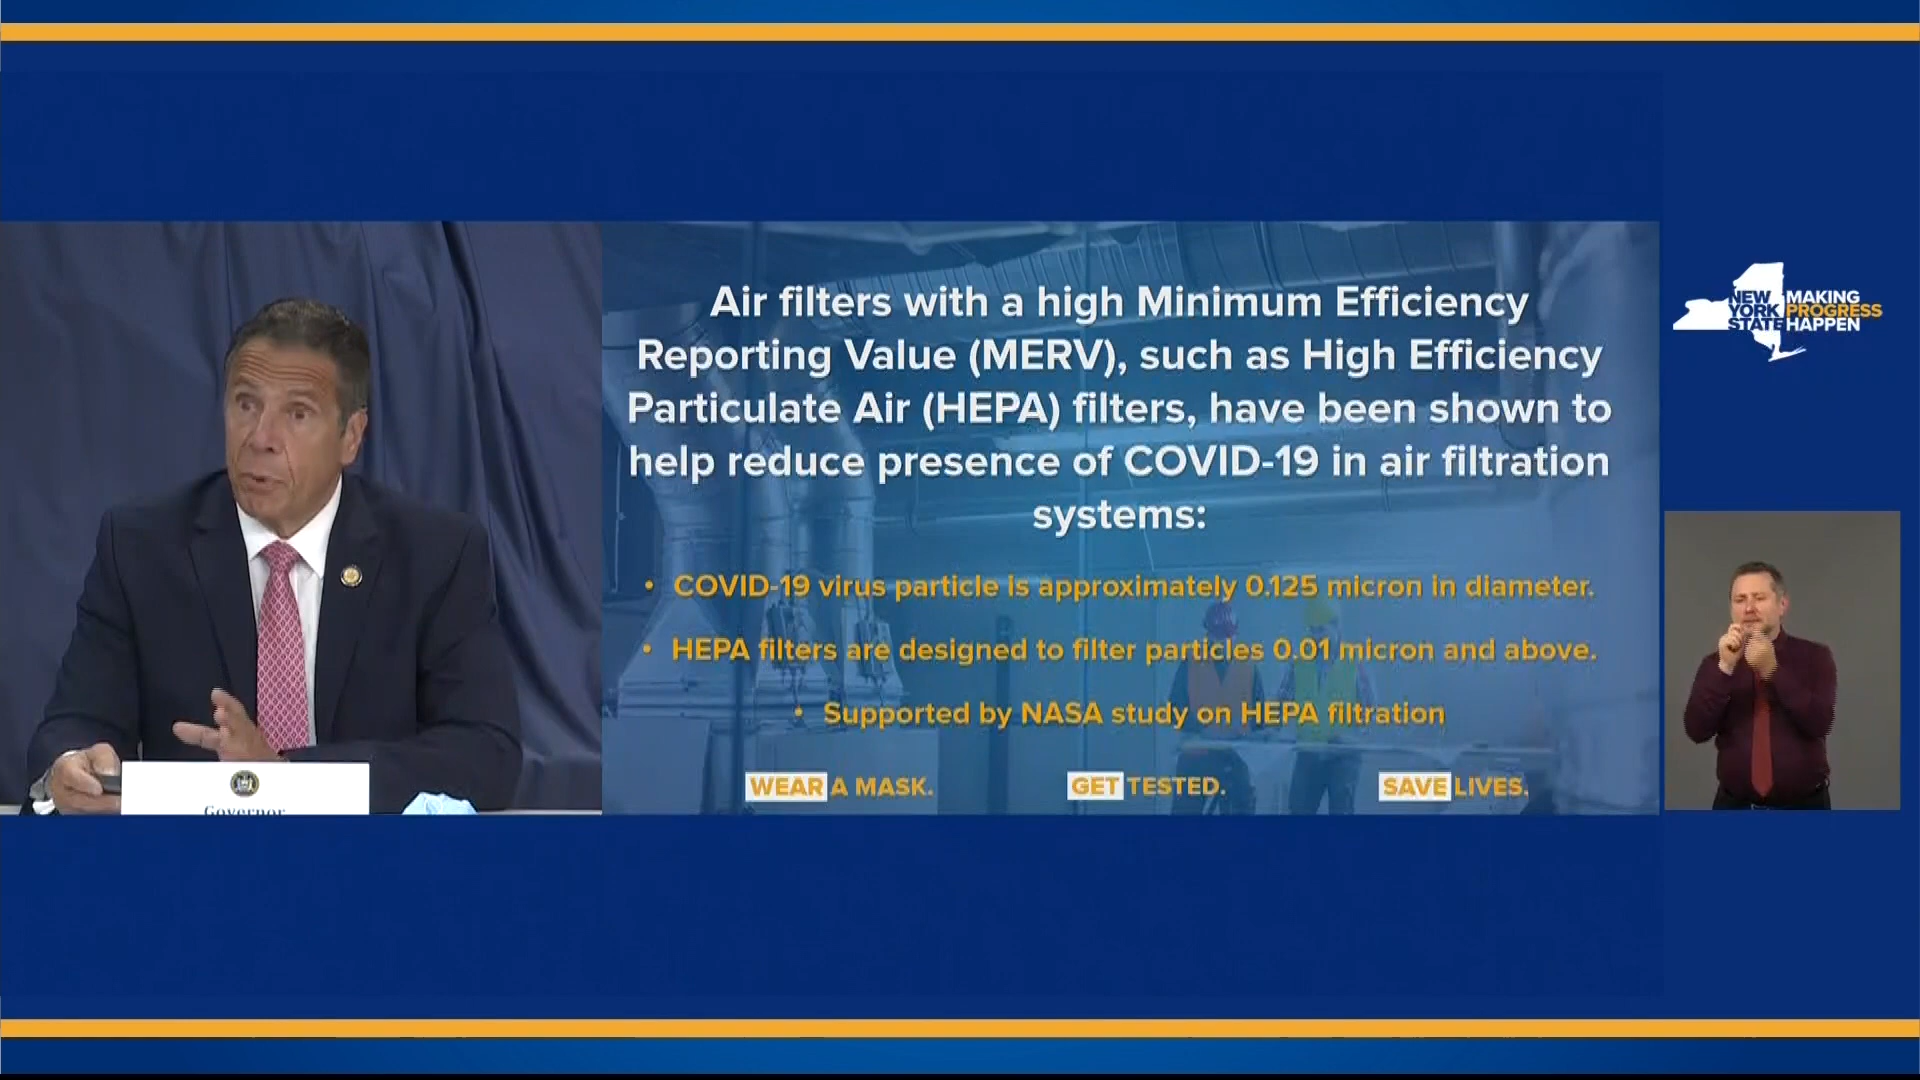 Air filters with a high Minimum Efficiency
Reporting Value (MERV), such as High Efficiency
Particulate Air (HEPA) filters, have been shown to
help reduce presence of COVID-19 in air filtration
systems:
• COVID-19 virus particle is approximately 0.125 micron in diameter.
• HEPA filters are designed to filter particles 0.01 micron and above.
• Supported by NASA study on HEPA filtration
WEAR A MASK. GET TESTED. SAVE LIVES.
Governor
NEW
YORK
STATE
MAKING
PROGRESS
HAPPEN